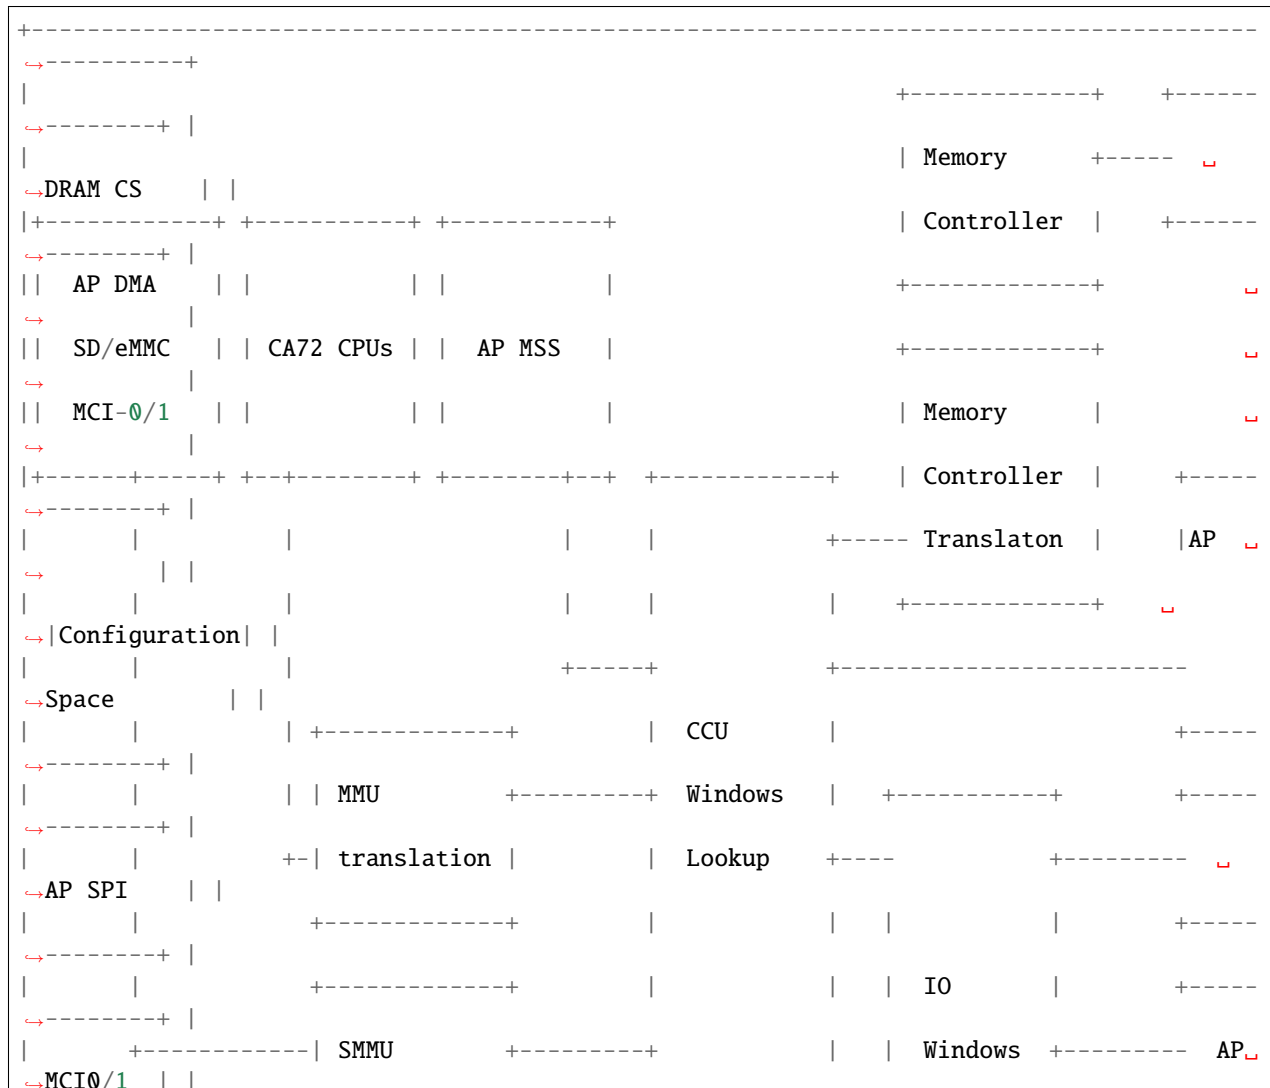 +----------------------------------------------------------------------------------------
↪----------+
| +-------------+ +------
↪--------+ |
| | Memory +----- ␣
↪DRAM CS | |
|+------------+ +-----------+ +-----------+ | Controller | +------
↪--------+ |
|| AP DMA | | | | | +-------------+ ␣
↪ |
|| SD/eMMC | | CA72 CPUs | | AP MSS | +-------------+ ␣
↪ |
|| MCI-0/1 | | | | | | Memory | ␣
↪ |
|+------+-----+ +--+--------+ +--------+--+ +------------+ | Controller | +-----
↪--------+ |
| | | | | +----- Translaton | |AP ␣
↪ | |
| | | | | | +-------------+ ␣
↪|Configuration| |
| | | +-----+ +-------------------------
↪Space | |
| | | +-------------+ | CCU | +-----
↪--------+ |
| | | | MMU +---------+ Windows | +-----------+ +-----
↪--------+ |
| | +-| translation | | Lookup +---- +--------- ␣
↪AP SPI | |
| | +-------------+ | | | | +-----
↪--------+ |
| | +-------------+ | | | IO | +-----
↪--------+ |
| +------------| SMMU +---------+ | | Windows +--------- AP␣
↪MCI0/1 | |